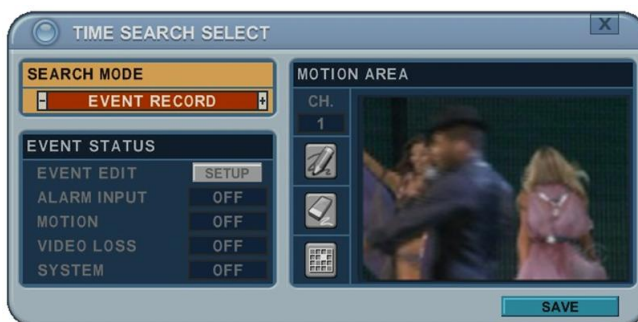 TIME SEARCH SELECT
X
SEARCH MODE
- EVENT RECORD +
EVENT STATUS
EVENT EDIT SETUP
ALARM INPUT OFF
MOTION OFF
VIDEO LOSS OFF
SYSTEM OFF
MOTION AREA
CH.
1
SAVE